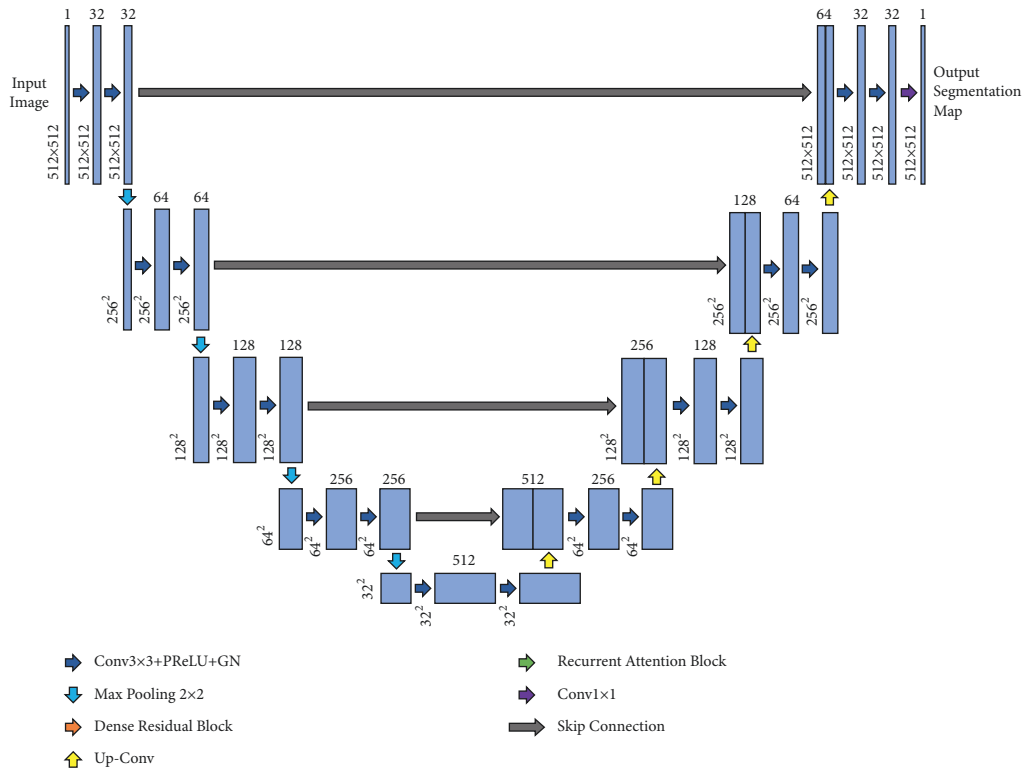 1 32 32 64 32 32 1
Input
Image
Output
Segmentation
Map
512×512 512×512 512×512 512×512 512×512 512×512 512×512
64 64 128 64
256² 256² 256² 256² 256² 256²
128 128 256 128
128² 128² 128² 128² 128² 128²
256 256 512 256
64² 64² 64² 64² 64²
512
32² 32² 32²
Conv3×3+PReLU+GN
Max Pooling 2×2
Dense Residual Block
Up-Conv
Recurrent Attention Block
Conv1×1
Skip Connection